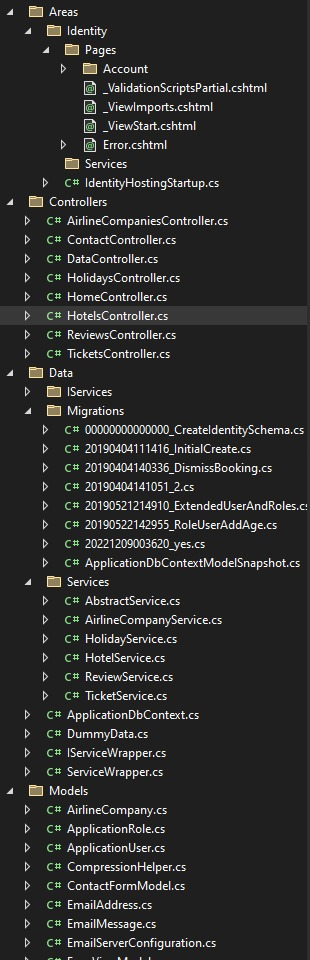 Areas
Identity
Pages
Account
_ValidationScriptsPartial.cshtml
_ViewImports.cshtml
_ViewStart.cshtml
Error.cshtml
Services
C# IdentityHostingStartup.cs
Controllers
C# AirlineCompaniesController.cs
C# ContactController.cs
C# DataController.cs
C# HolidaysController.cs
C# HomeController.cs
C# HotelsController.cs
C# ReviewsController.cs
C# TicketsController.cs
Data
IServices
Migrations
C# 00000000000000_CreateIdentitySchema.cs
C# 20190404111416_InitialCreate.cs
C# 20190404140336_DismissBooking.cs
C# 20190404141051_2.cs
C# 20190521214910_ExtendedUserAndRoles.cs
C# 20190522142955_RoleUserAddAge.cs
C# 20221209003620_yes.cs
C# ApplicationDbContextModelSnapshot.cs
Services
C# AbstractService.cs
C# AirlineCompanyService.cs
C# HolidayService.cs
C# HotelService.cs
C# ReviewService.cs
C# TicketService.cs
C# ApplicationDbContext.cs
C# DummyData.cs
C# IServiceWrapper.cs
C# ServiceWrapper.cs
Models
C# AirlineCompany.cs
C# ApplicationRole.cs
C# ApplicationUser.cs
C# CompressionHelper.cs
C# ContactFormModel.cs
C# EmailAddress.cs
C# EmailMessage.cs
C# EmailServerConfiguration.cs